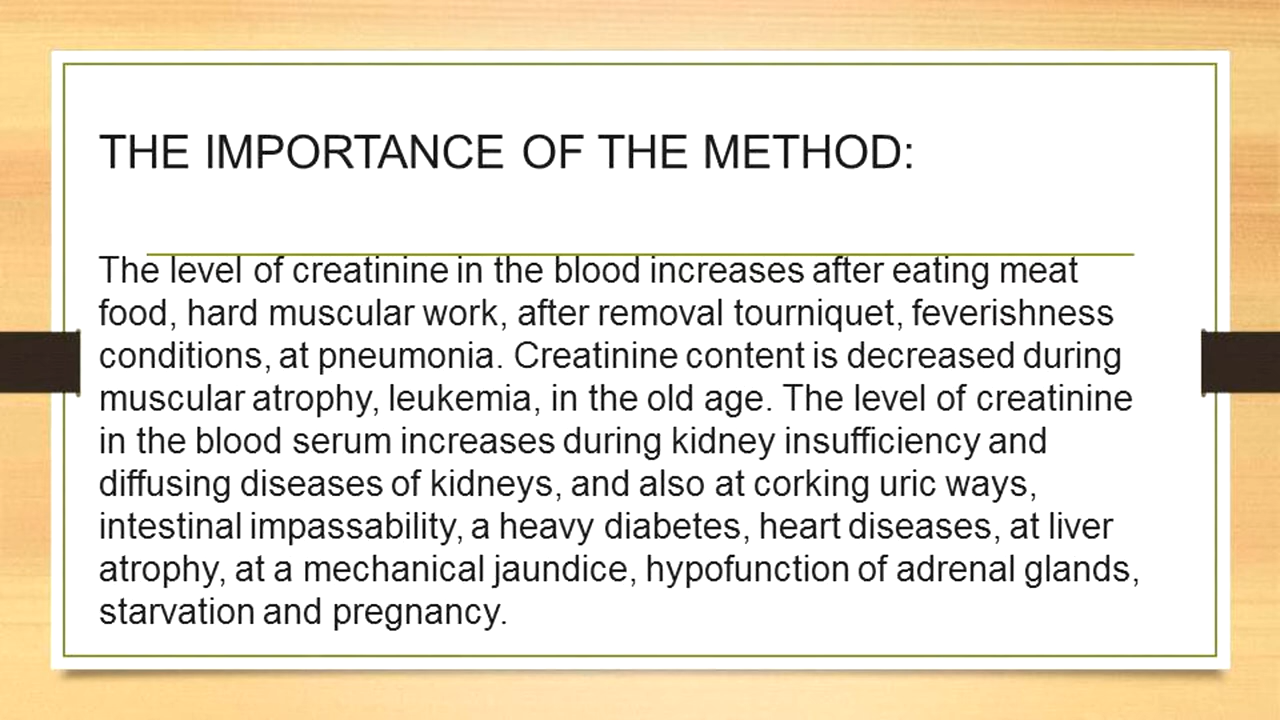 THE IMPORTANCE OF THE METHOD:
The level of creatinine in the blood increases after eating meat
food, hard muscular work, after removal tourniquet, feverishness
conditions, at pneumonia. Creatinine content is decreased during
muscular atrophy, leukemia, in the old age. The level of creatinine
in the blood serum increases during kidney insufficiency and
diffusing diseases of kidneys, and also at corking uric ways,
intestinal impassability, a heavy diabetes, heart diseases, at liver
atrophy, at a mechanical jaundice, hypofunction of adrenal glands,
starvation and pregnancy.